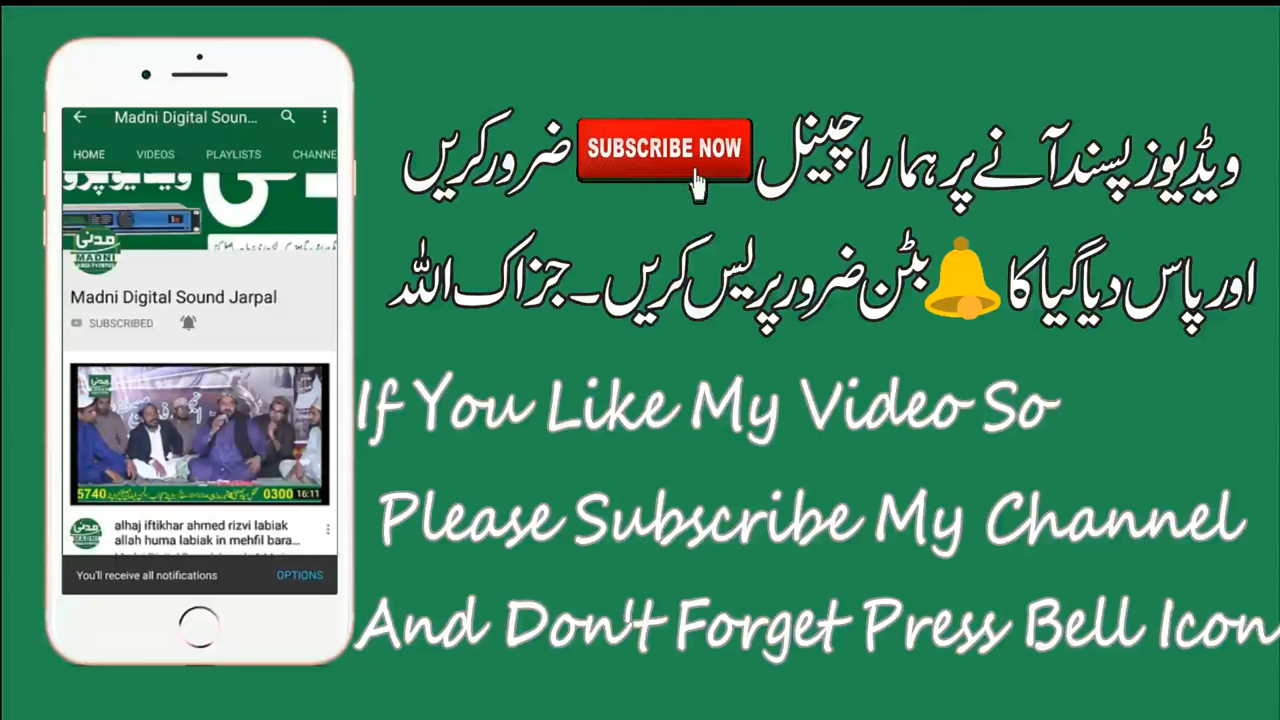 Madni Digital Soun...
HOME VIDEOS PLAYLISTS CHANNE
مدنی
MADNI
Madni Digital Sound Jarpal
SUBSCRIBED
5740 0300 16:11
alhaj iftikhar ahmed rizvi labiak
allah huma labiak in mehfil bara...
You'll receive all notifications OPTIONS
ویڈیوز پسند آنے پر ہمارا چینل SUBSCRIBE NOW ضرور کریں
اور پاس دیا گیا کا بٹن ضرور پریس کریں۔ جزاک اللہ
If You Like My Video So
Please Subscribe My Channel
And Don't Forget Press Bell Icon